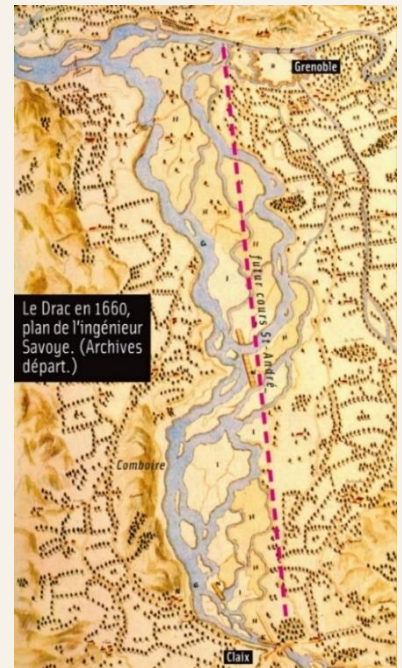 Grenoble
futur cours St-André
Le Drac en 1660,
plan de l'ingénieur
Savoye. (Archives
départ.)
Comboire
Claix